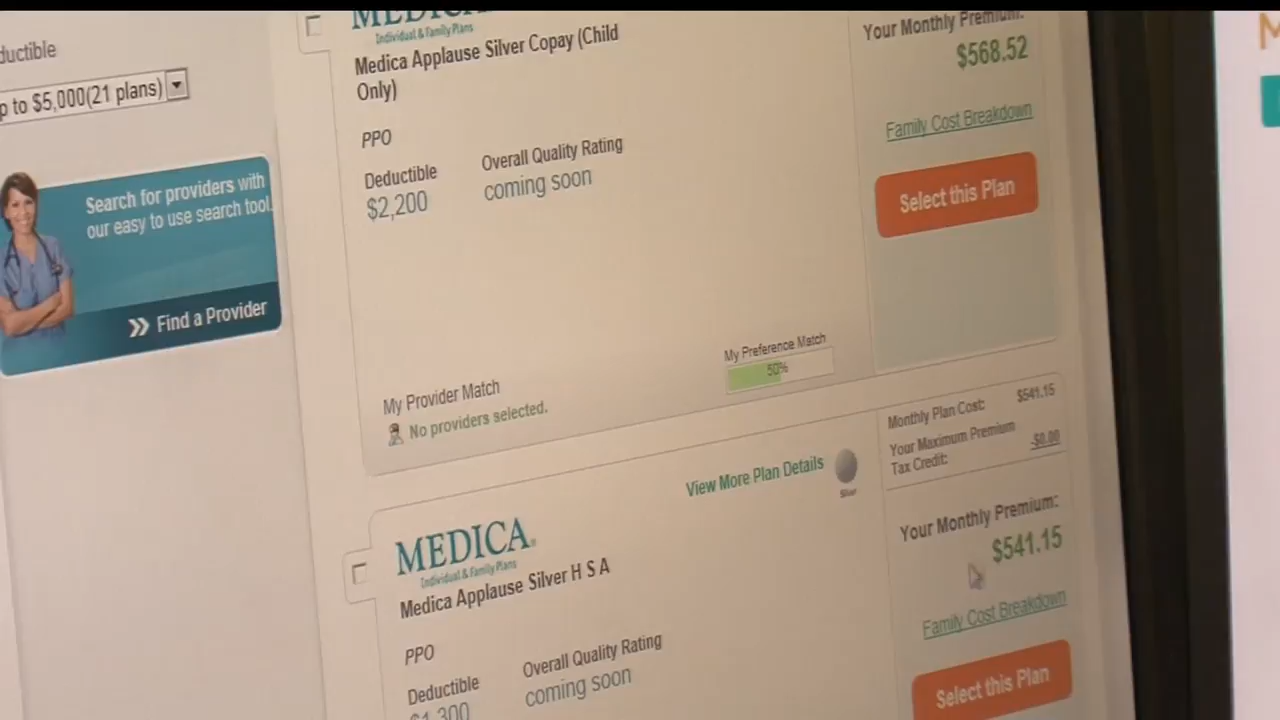 eductible
p to $5,000(21 plans)
Search for providers with
our easy to use search tool.
Find a Provider
MEDICA
Individual & Family Plans
Medica Applause Silver Copay (Child
Only)
PPO
Deductible
$2,200
Overall Quality Rating
coming soon
Your Monthly Premium:
$568.52
Family Cost Breakdown
Select this Plan
My Provider Match
No providers selected.
My Preference Match
50%
Monthly Plan Cost: $541.15
Your Maximum Premium
Tax Credit: -$0.00
View More Plan Details
Silver
MEDICA®
Individual & Family Plans
Medica Applause Silver H S A
PPO
Deductible
$1,300
Overall Quality Rating
coming soon
Your Monthly Premium:
$541.15
Family Cost Breakdown
Select this Plan